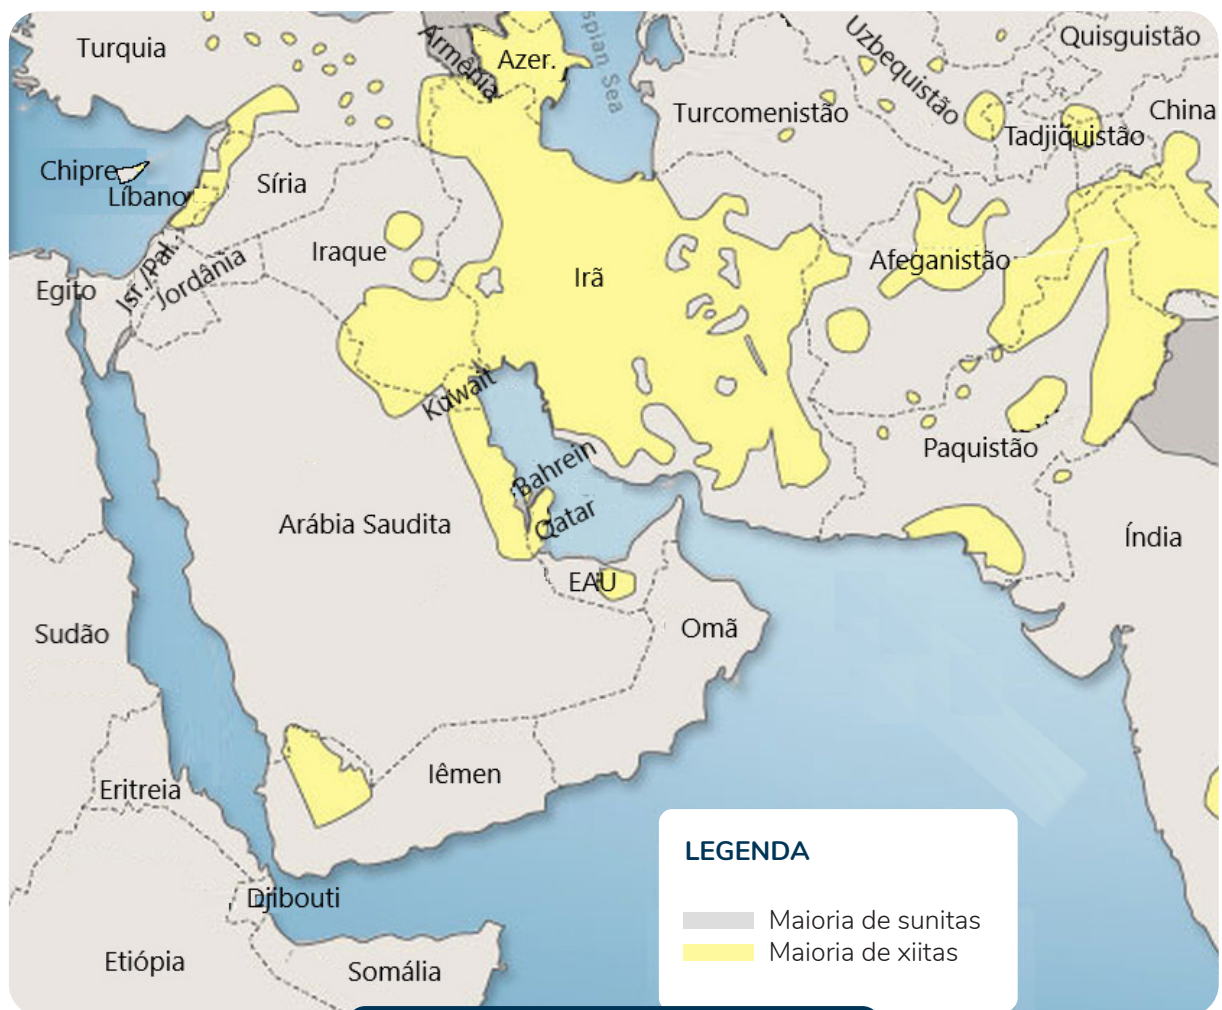 Turquia
Armênia
Azer.
spian Sea
Uzbequistão
Quisguistão
Turcomenistão
China
Tadjiquistão
Chipre
Líbano
Síria
Iraque
Irã
Afeganistão
Egito
Isr./Pal.
Jordânia
Kuwait
Paquistão
Bahrein
Qatar
Arábia Saudita
Índia
EAU
Omã
Sudão
Iêmen
Eritreia
Djibouti
Etiópia
Somália
LEGENDA
Maioria de sunitas
Maioria de xiitas